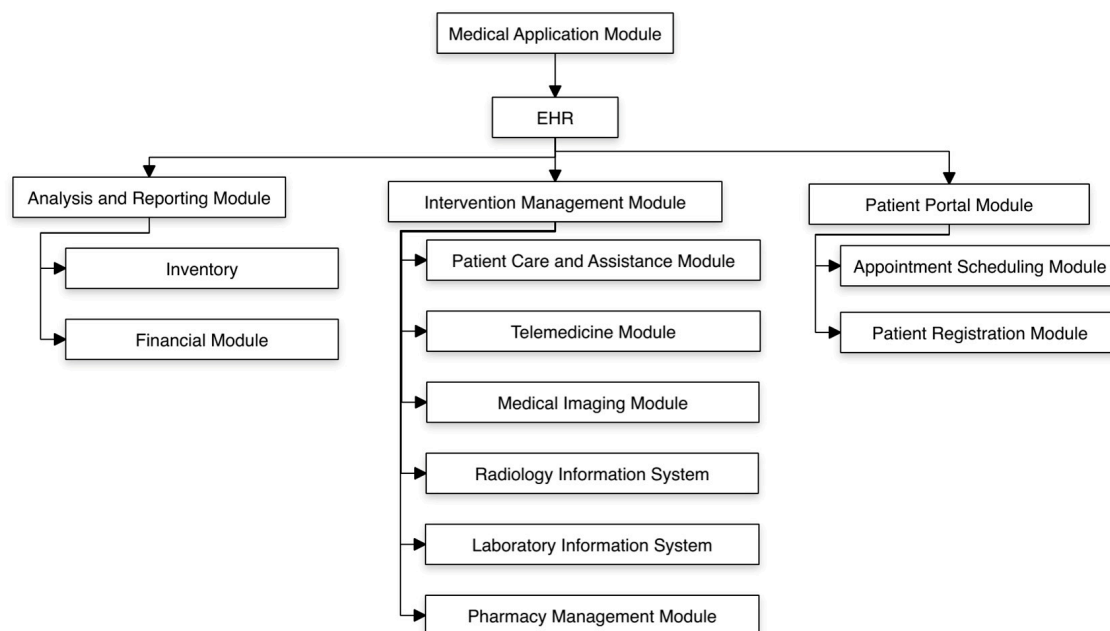 Medical Application Module
EHR
Analysis and Reporting Module
Inventory
Financial Module
Intervention Management Module
Patient Care and Assistance Module
Telemedicine Module
Medical Imaging Module
Radiology Information System
Laboratory Information System
Pharmacy Management Module
Patient Portal Module
Appointment Scheduling Module
Patient Registration Module